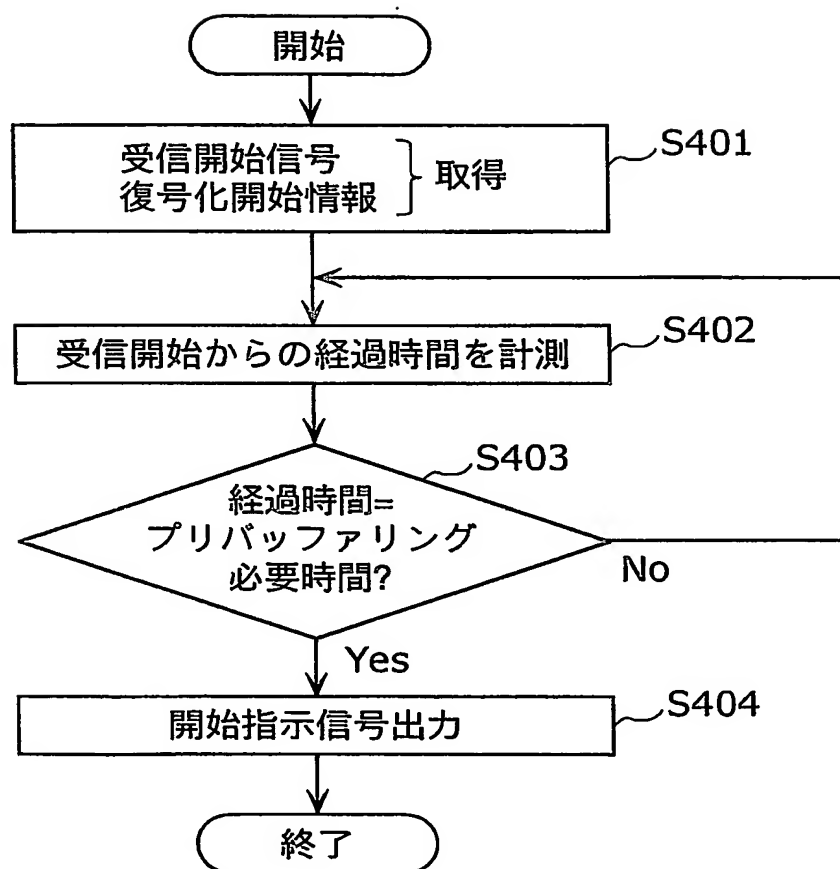 開始
受信開始信号
復号化開始情報
取得
S401
受信開始からの経過時間を計測
S402
経過時間=
プリバッファリング
必要時間?
S403
No
Yes
開始指示信号出力
S404
終了